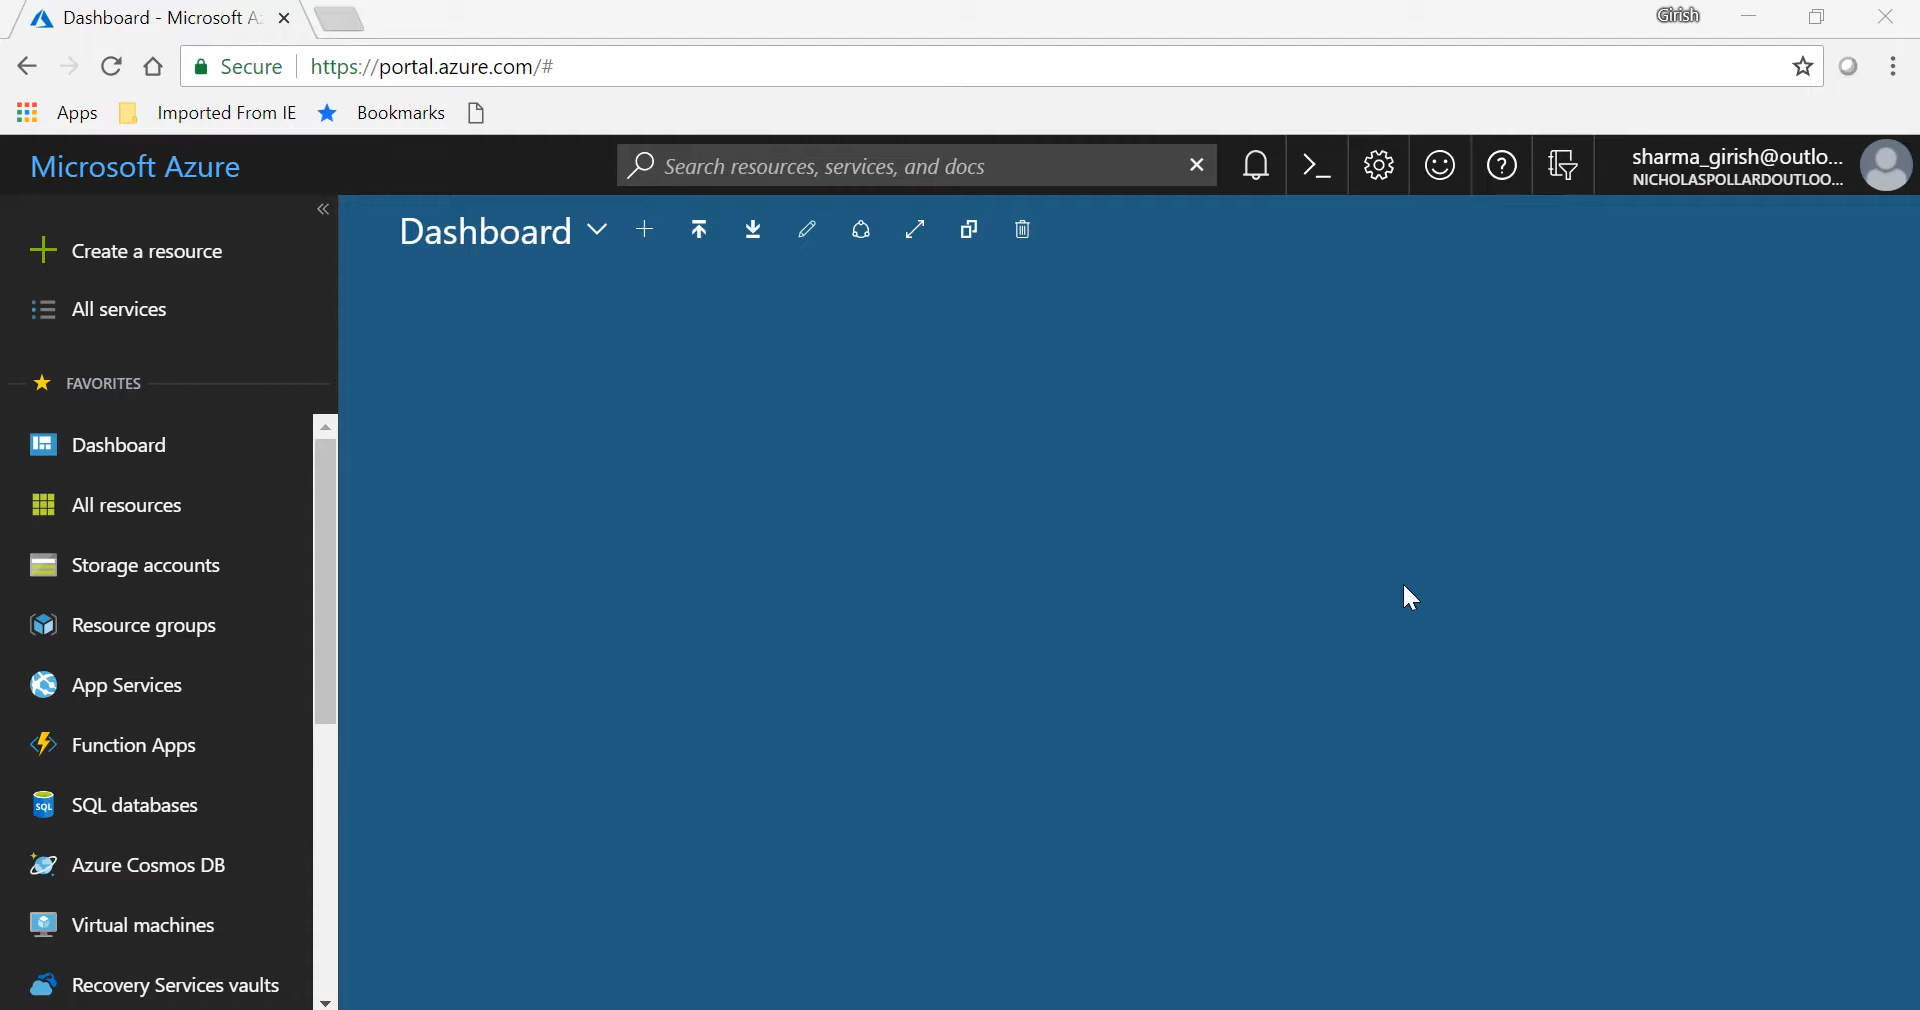 Dashboard - Microsoft A
Girish
Secure
https://portal.azure.com/#
Apps
Imported From IE
Bookmarks
Microsoft Azure
Search resources, services, and docs
>_
sharma_girish@outlo...
NICHOLASPOLLARDOUTLOO...
Dashboard
Create a resource
All services
FAVORITES
Dashboard
All resources
Storage accounts
Resource groups
App Services
Function Apps
SQL
SQL databases
Azure Cosmos DB
Virtual machines
Recovery Services vaults